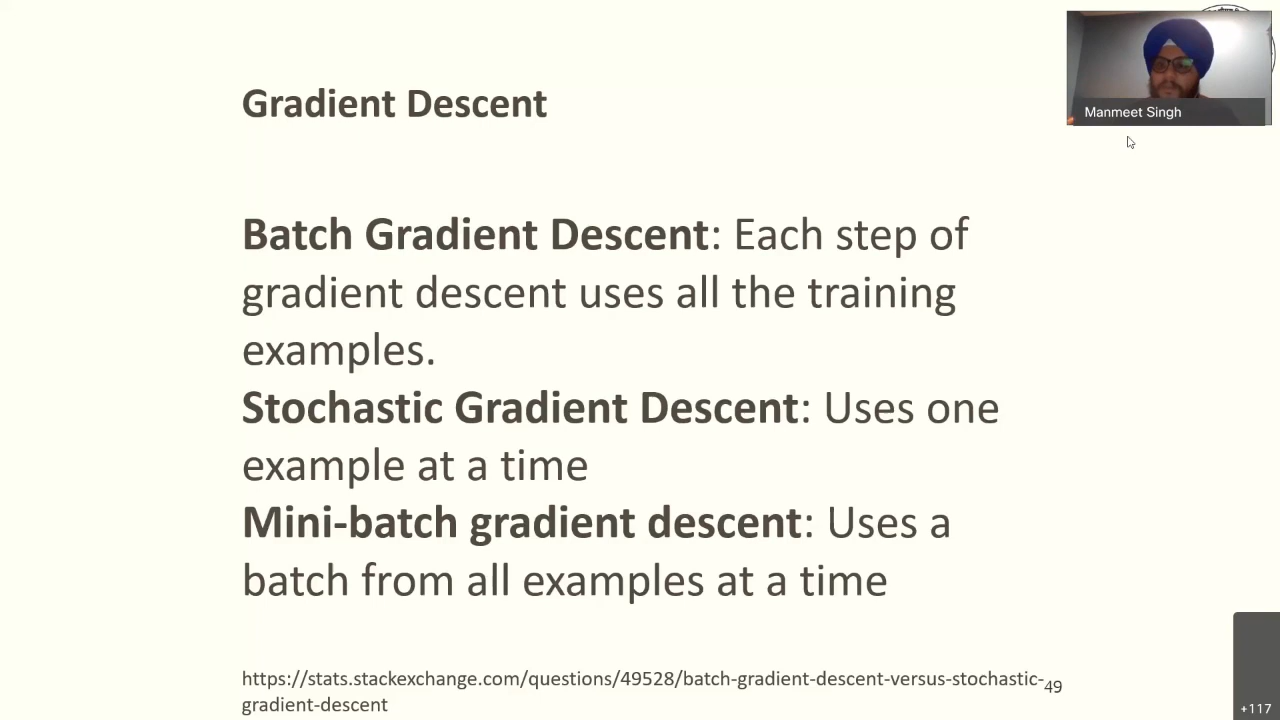 Gradient Descent
Manmeet Singh
Batch Gradient Descent: Each step of
gradient descent uses all the training
examples.
Stochastic Gradient Descent: Uses one
example at a time
Mini-batch gradient descent: Uses a
batch from all examples at a time
https://stats.stackexchange.com/questions/49528/batch-gradient-descent-versus-stochastic-
gradient-descent
49
+117